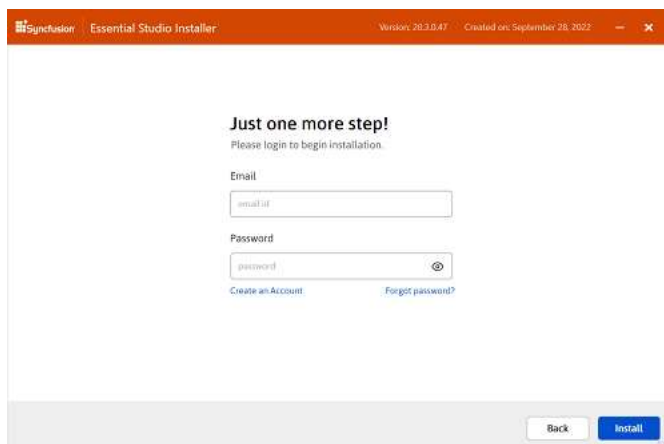 Syncfusion Essential Studio Installer Version: 20.3.0.47 Created on: September 28, 2022
Just one more step!
Please login to begin installation.
Email
email id
Password
password
Create an Account Forgot password?
Back Install